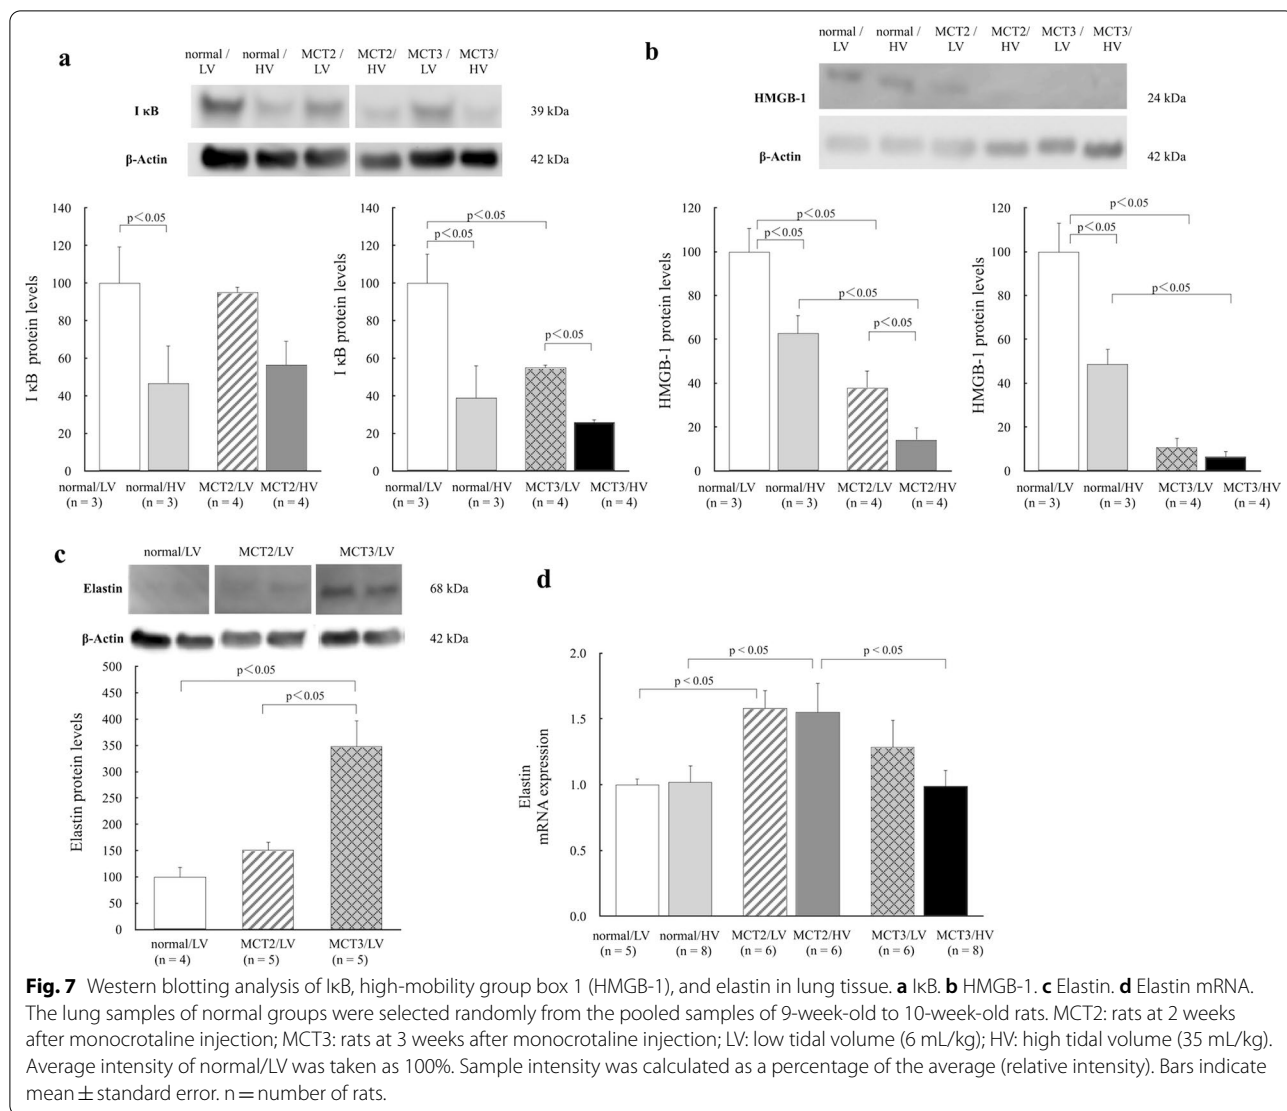 a
normal / LV normal / HV MCT2 / LV MCT2/ HV MCT3 / LV MCT3/ HV
I κB 39 kDa
β-Actin 42 kDa
140
120
100
80
60
40
20
0
I κB protein levels
p<0.05
normal/LV normal/HV MCT2/LV MCT2/HV
(n = 3) (n = 3) (n = 4) (n = 4)
140
120
100
80
60
40
20
0
I κB protein levels
p<0.05
p<0.05
p<0.05
normal/LV normal/HV MCT3/LV MCT3/HV
(n = 3) (n = 3) (n = 4) (n = 4)
b
normal / LV normal / HV MCT2 / LV MCT2/ HV MCT3 / LV MCT3/ HV
HMGB-1 24 kDa
β-Actin 42 kDa
120
100
80
60
40
20
0
HMGB-1 protein levels
p<0.05
p<0.05
p<0.05
p<0.05
normal/LV normal/HV MCT2/LV MCT2/HV
(n = 3) (n = 3) (n = 4) (n = 4)
120
100
80
60
40
20
0
HMGB-1 protein levels
p<0.05
p<0.05
p<0.05
normal/LV normal/HV MCT3/LV MCT3/HV
(n = 3) (n = 3) (n = 4) (n = 4)
c
normal/LV MCT2/LV MCT3/LV
Elastin 68 kDa
β-Actin 42 kDa
500
450
400
350
300
250
200
150
100
50
0
Elastin protein levels
p<0.05
p<0.05
normal/LV MCT2/LV MCT3/LV
(n = 4) (n = 5) (n = 5)
d
2.0
1.5
1.0
0.5
0.0
Elastin
mRNA expression
p < 0.05 p < 0.05
p < 0.05
normal/LV normal/HV MCT2/LV MCT2/HV MCT3/LV MCT3/HV
(n = 5) (n = 8) (n = 6) (n = 6) (n = 6) (n = 8)
Fig. 7 Western blotting analysis of IκB, high-mobility group box 1 (HMGB-1), and elastin in lung tissue. a IκB. b HMGB-1. c Elastin. d Elastin mRNA.
The lung samples of normal groups were selected randomly from the pooled samples of 9-week-old to 10-week-old rats. MCT2: rats at 2 weeks
after monocrotaline injection; MCT3: rats at 3 weeks after monocrotaline injection; LV: low tidal volume (6 mL/kg); HV: high tidal volume (35 mL/kg).
Average intensity of normal/LV was taken as 100%. Sample intensity was calculated as a percentage of the average (relative intensity). Bars indicate
mean ± standard error. n = number of rats.